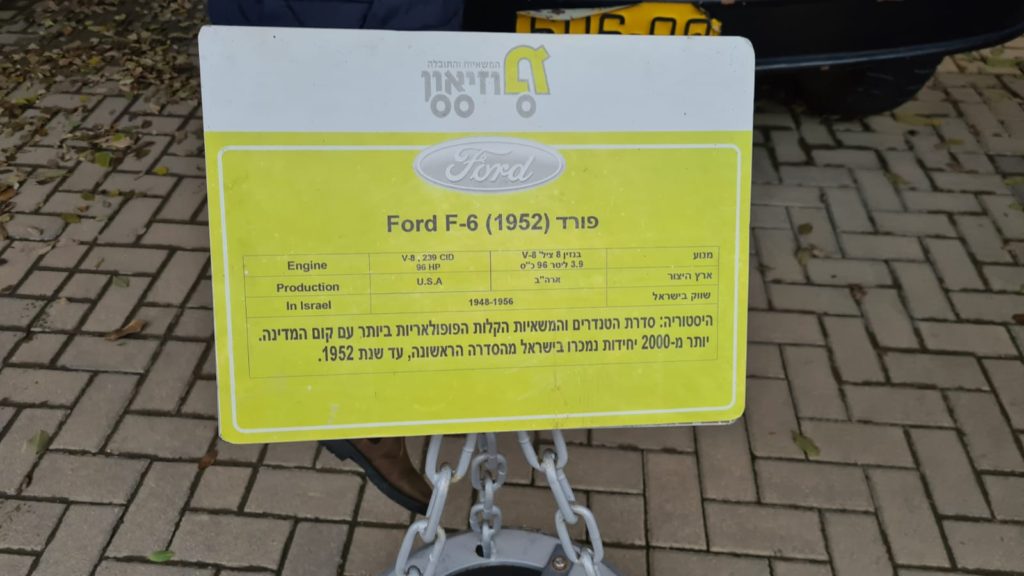 המשאיות והתובלה
וזיאון
Ford
Ford F-6 (1952) פורד
Engine V-8 , 239 CID 96 HP בנזין 8 ציל' V-8 3.9 ליטר 96 כ"ס מנוע
Production U.S.A ארה"ב ארץ היצור
In Israel 1948-1956 שווק בישראל
היסטוריה: סדרת הטנדרים והמשאיות הקלות הפופולאריות ביותר עם קום המדינה.
יותר מ-2000 יחידות נמכרו בישראל מהסדרה הראשונה, עד שנת 1952.